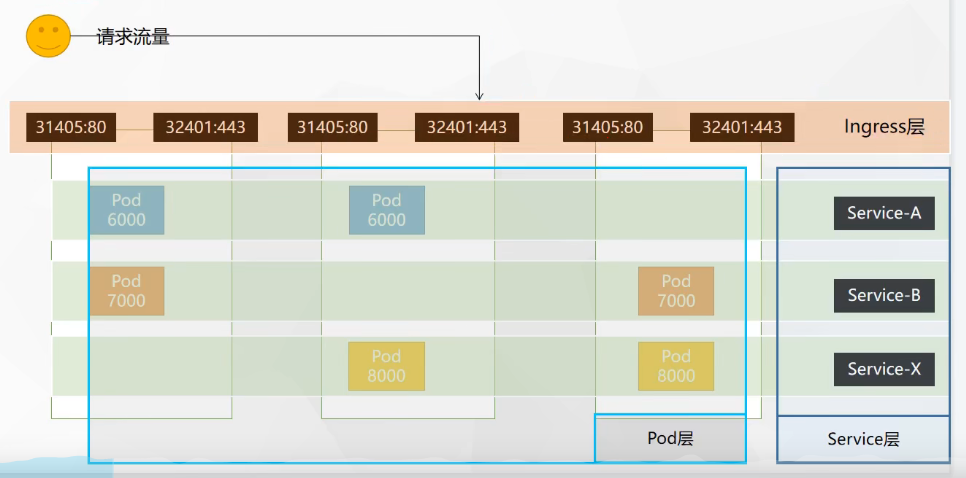 请求流量
31405:80
32401:443
31405:80
32401:443
31405:80
32401:443
Ingress层
Pod
6000
Pod
6000
Service-A
Pod
7000
Pod
7000
Service-B
Pod
8000
Pod
8000
Service-X
Pod层
Service层